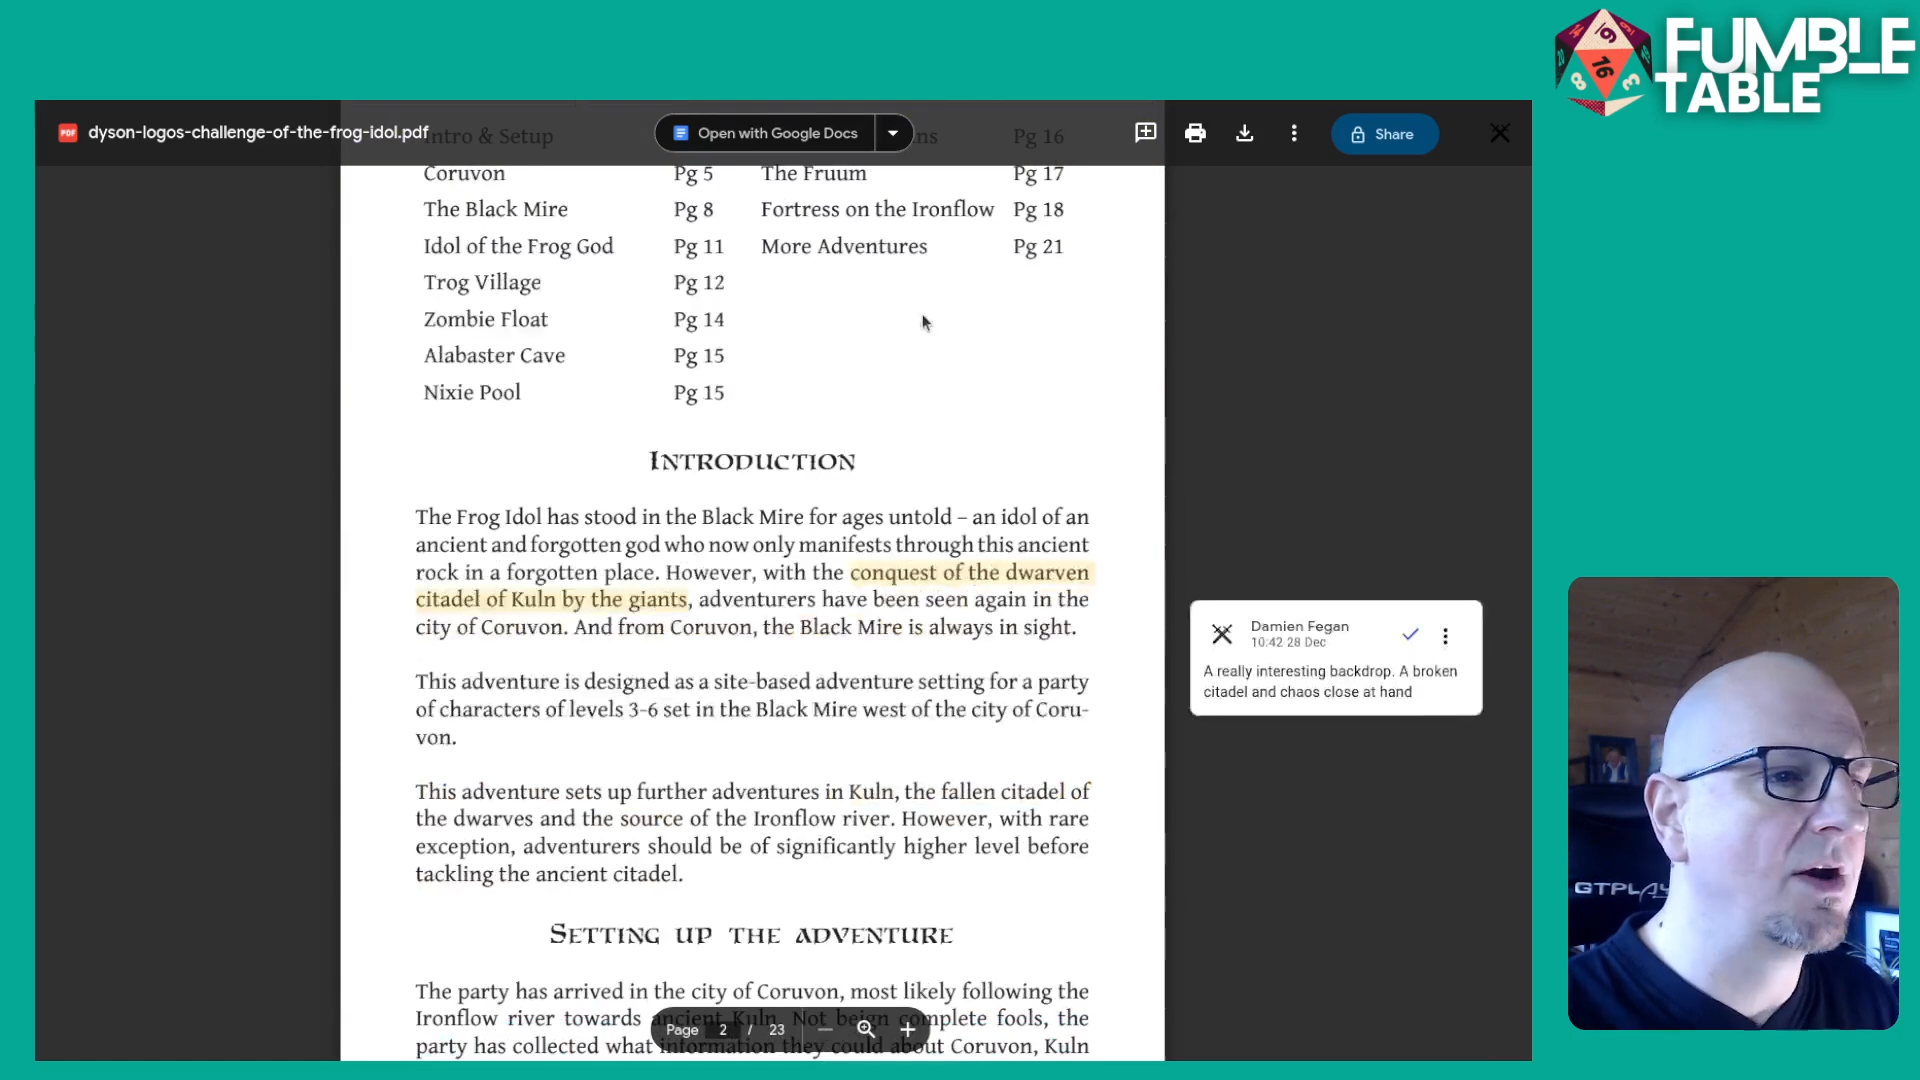 FUMBLE
TABLE
PDF dyson-logos-challenge-of-the-frog-idol.pdf
Open with Google Docs
Share
Intro & Setup
ns Pg 16
Coruvon Pg 5 The Fruum Pg 17
The Black Mire Pg 8 Fortress on the Ironflow Pg 18
Idol of the Frog God Pg 11 More Adventures Pg 21
Trog Village Pg 12
Zombie Float Pg 14
Alabaster Cave Pg 15
Nixie Pool Pg 15
INTRODUCTION
The Frog Idol has stood in the Black Mire for ages untold – an idol of an
ancient and forgotten god who now only manifests through this ancient
rock in a forgotten place. However, with the conquest of the dwarven
citadel of Kuln by the giants, adventurers have been seen again in the
city of Coruvon. And from Coruvon, the Black Mire is always in sight.
This adventure is designed as a site-based adventure setting for a party
of characters of levels 3-6 set in the Black Mire west of the city of Coru-
von.
This adventure sets up further adventures in Kuln, the fallen citadel of
the dwarves and the source of the Ironflow river. However, with rare
exception, adventurers should be of significantly higher level before
tackling the ancient citadel.
SETTING UP THE ADVENTURE
The party has arrived in the city of Coruvon, most likely following the
Ironflow river towards ancient Kuln. Not beign complete fools, the
party has collected what information they could about Coruvon, Kuln
Page 2 / 23
Damien Fegan
10:42 28 Dec
A really interesting backdrop. A broken
citadel and chaos close at hand
GTPLAY